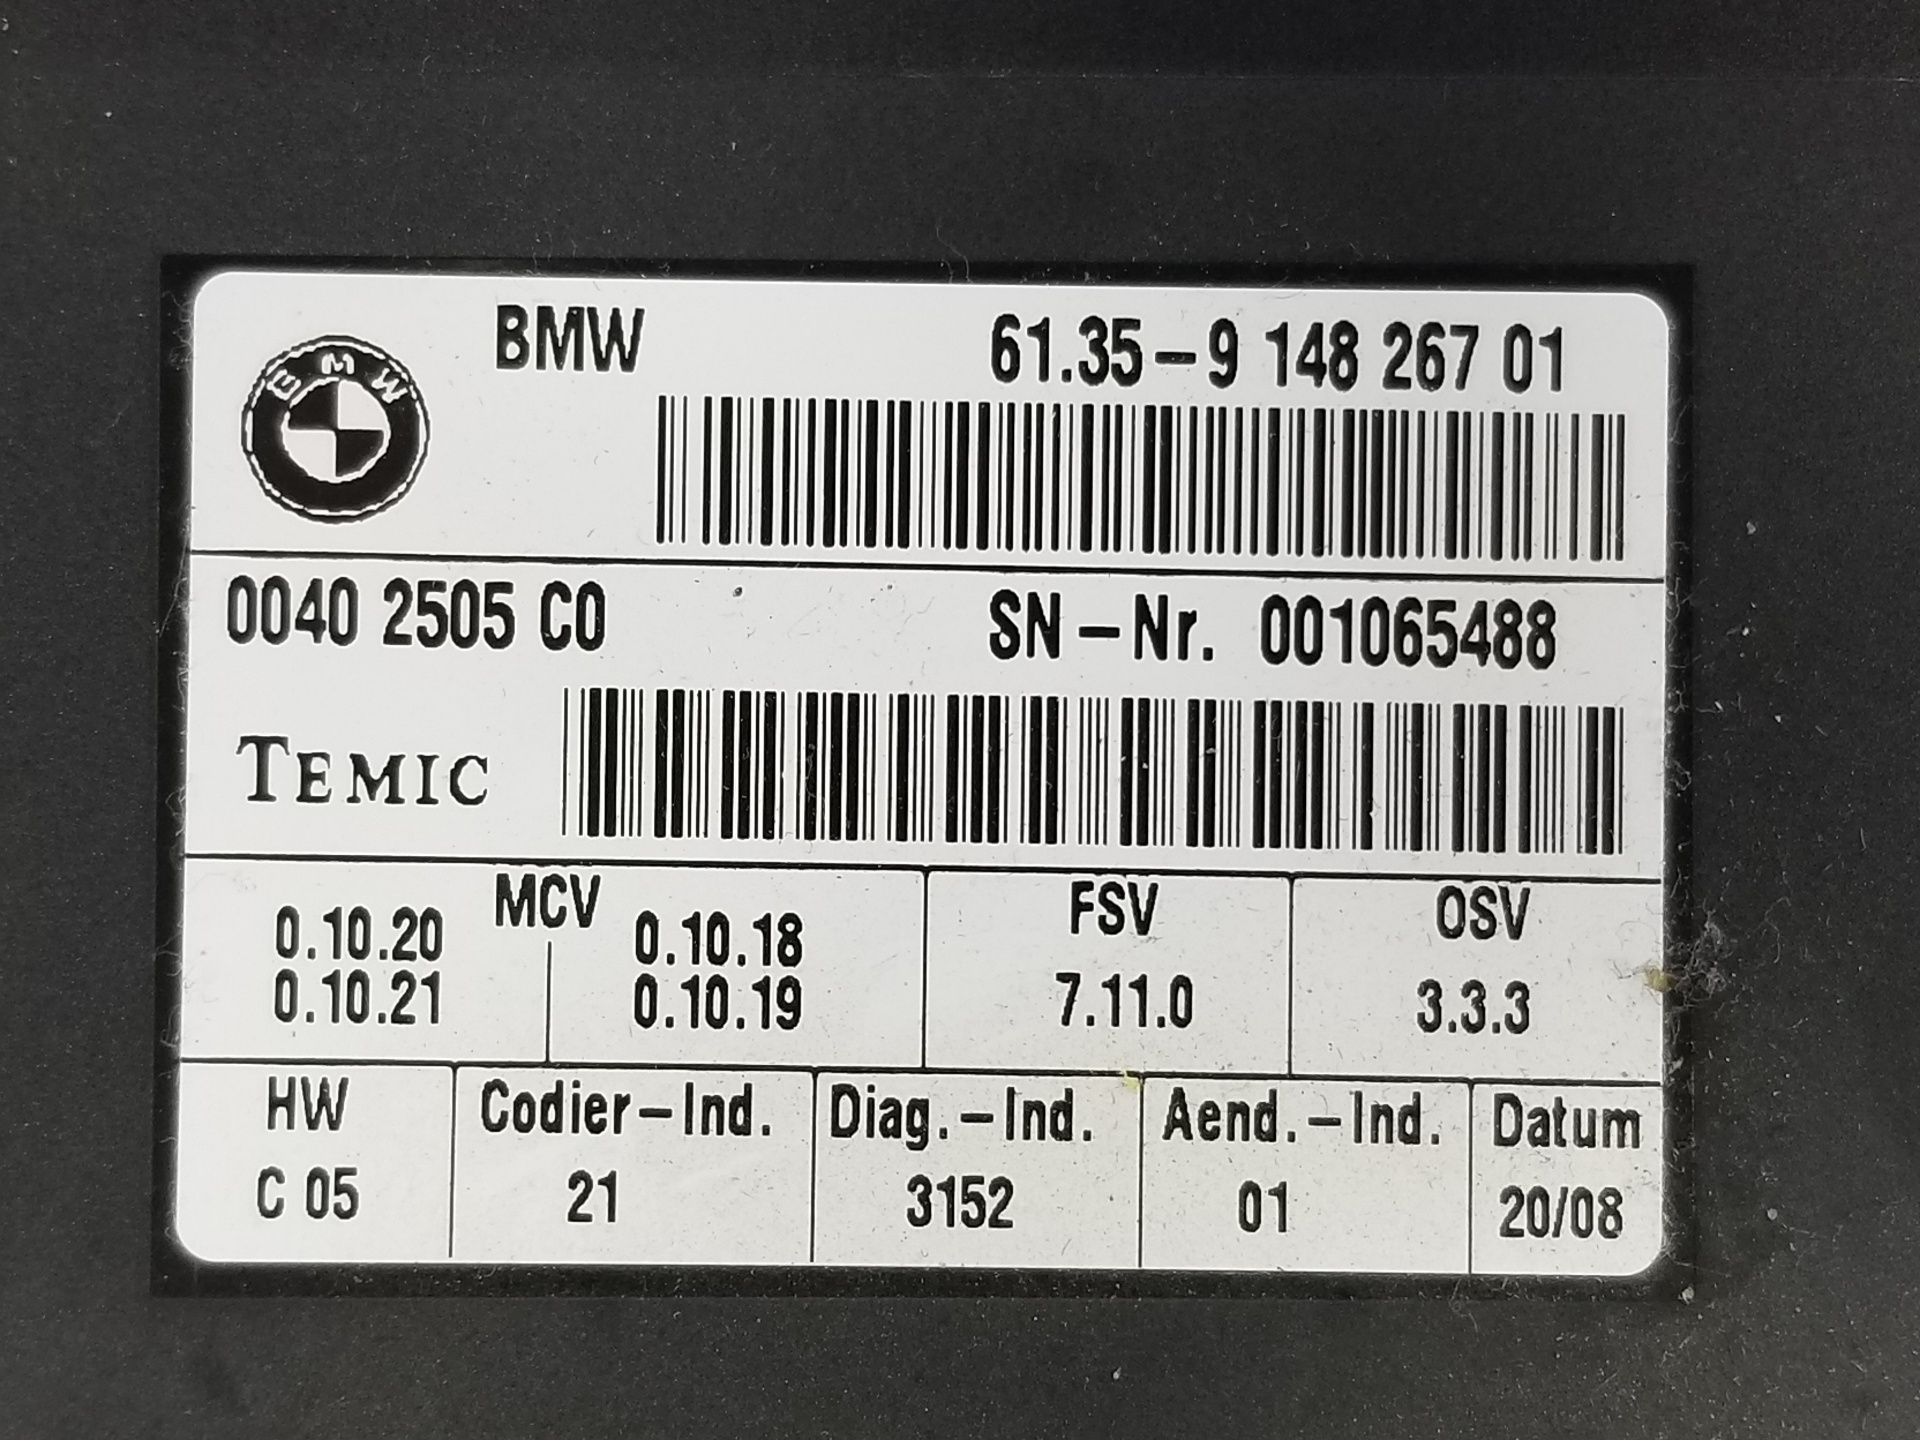 BMW
BMW 61.35-9 148 267 01
0040 2505 C0 SN-Nr. 001065488
TEMIC
MCV FSV OSV
0.10.20 0.10.18
0.10.21 0.10.19 7.11.0 3.3.3
HW Codier-Ind. Diag.-Ind. Aend.-Ind. Datum
C 05 21 3152 01 20/08